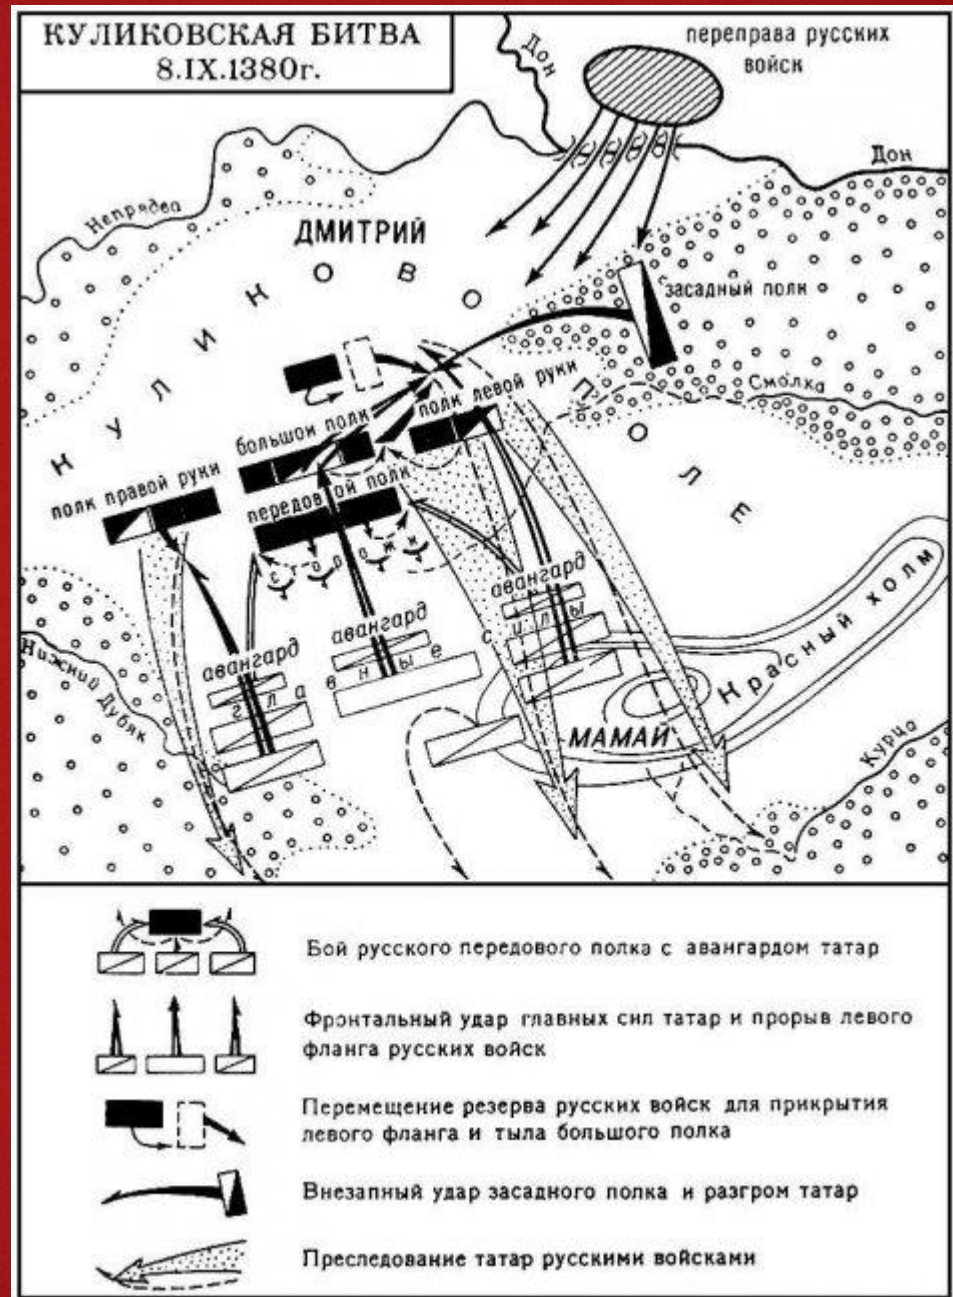 КУЛИКОВСКАЯ БИТВА
8.IX.1380г.
переправа русских
войск
Дон
Дон
Непрядва
ДМИТРИЙ
КУЛИКОВО
ПОЛЕ
засадный полк
Смолка
полк левой руки
большой полк
полк правой руки
передовой полк
сторож
авангард
авангард
авангард
главные силы
Нижний Дубяк
МАМАЙ
Красный холм
Курца
Бой русского передового полка с авангардом татар
Фронтальный удар главных сил татар и прорыв левого
фланга русских войск
Перемещение резерва русских войск для прикрытия
левого фланга и тыла большого полка
Внезапный удар засадного полка и разгром татар
Преследование татар русскими войсками